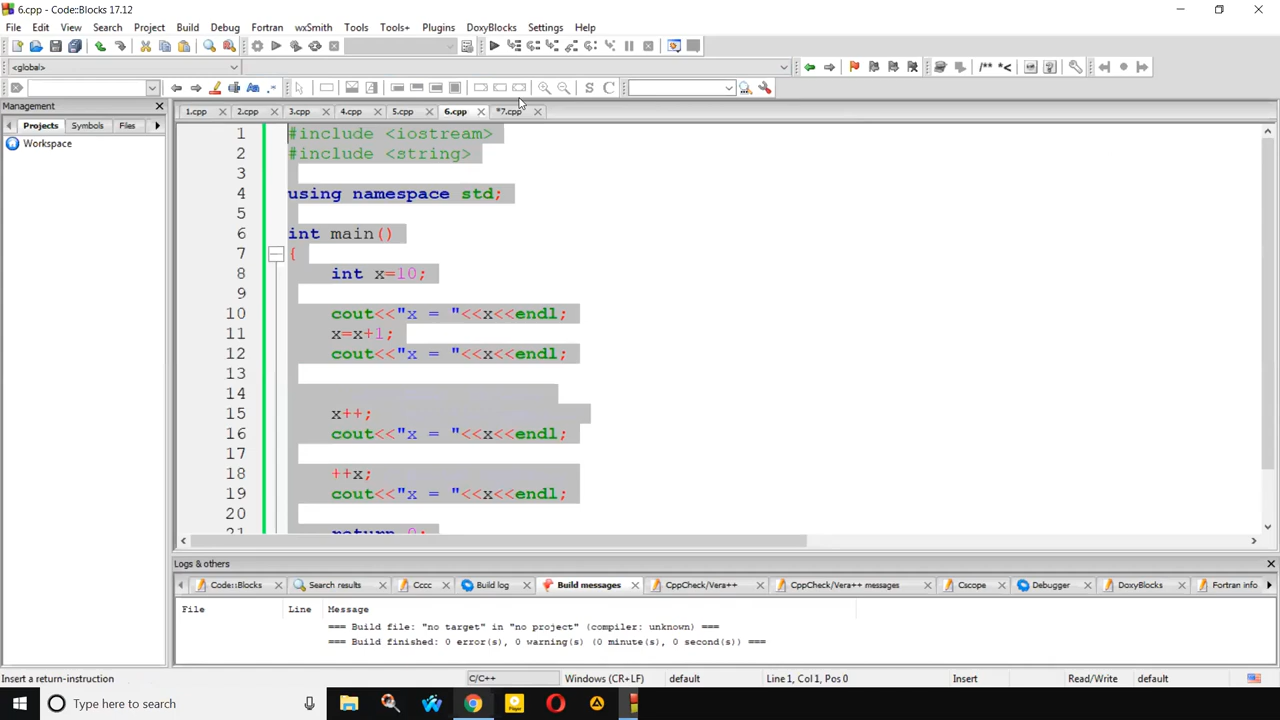 6.cpp - Code::Blocks 17.12
File Edit View Search Project Build Debug Fortran wxSmith Tools Tools+ Plugins DoxyBlocks Settings Help
<global>
/** *<
S C
Management
Projects Symbols Files
Workspace
1.cpp 2.cpp 3.cpp 4.cpp 5.cpp 6.cpp *7.cpp
1 #include <iostream>
2 #include <string>
3
4 using namespace std;
5
6 int main()
7 {
8 int x=10;
9
10 cout<<"x = "<<x<<endl;
11 x=x+1;
12 cout<<"x = "<<x<<endl;
13
14
15 x++;
16 cout<<"x = "<<x<<endl;
17
18 ++x;
19 cout<<"x = "<<x<<endl;
20
21 return 0;
Logs & others
Code::Blocks Search results Cccc Build log Build messages CppCheck/Vera++ CppCheck/Vera++ messages Cscope Debugger DoxyBlocks Fortran info
File Line Message
=== Build file: "no target" in "no project" (compiler: unknown) ===
=== Build finished: 0 error(s), 0 warning(s) (0 minute(s), 0 second(s)) ===
Insert a return-instruction C/C++ Windows (CR+LF) default Line 1, Col 1, Pos 0 Insert Read/Write default
Type here to search